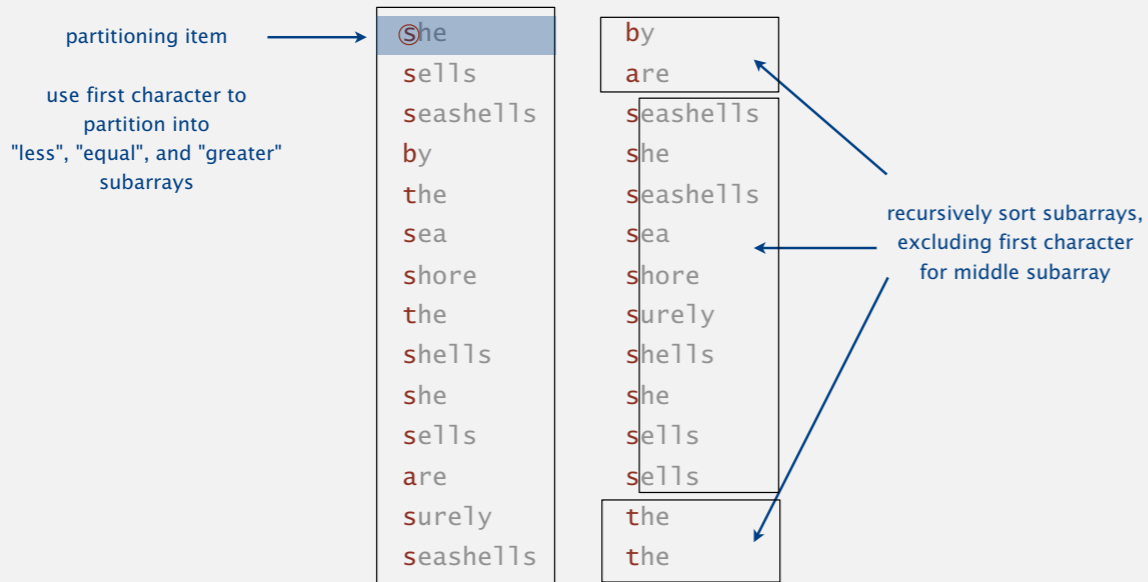 partitioning item
use first character to
partition into
"less", "equal", and "greater"
subarrays
she
sells
seashells
by
the
sea
shore
the
shells
she
sells
are
surely
seashells
by
are
seashells
she
seashells
sea
shore
surely
shells
she
sells
sells
the
the
recursively sort subarrays,
excluding first character
for middle subarray